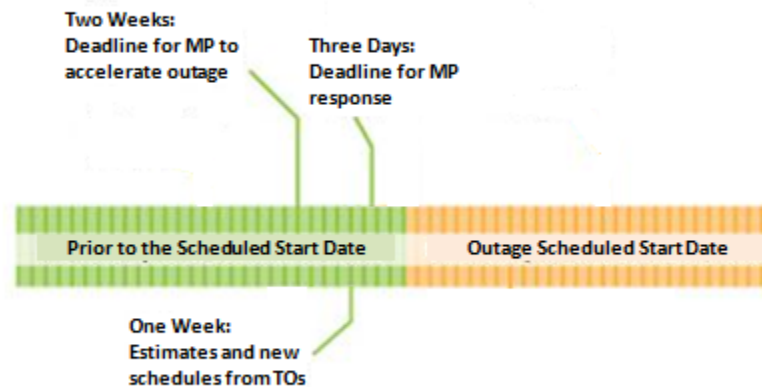 Two Weeks:
Deadline for MP to
accelerate outage
Three Days:
Deadline for MP
response
Prior to the Scheduled Start Date
Outage Scheduled Start Date
One Week:
Estimates and new
schedules from TOs